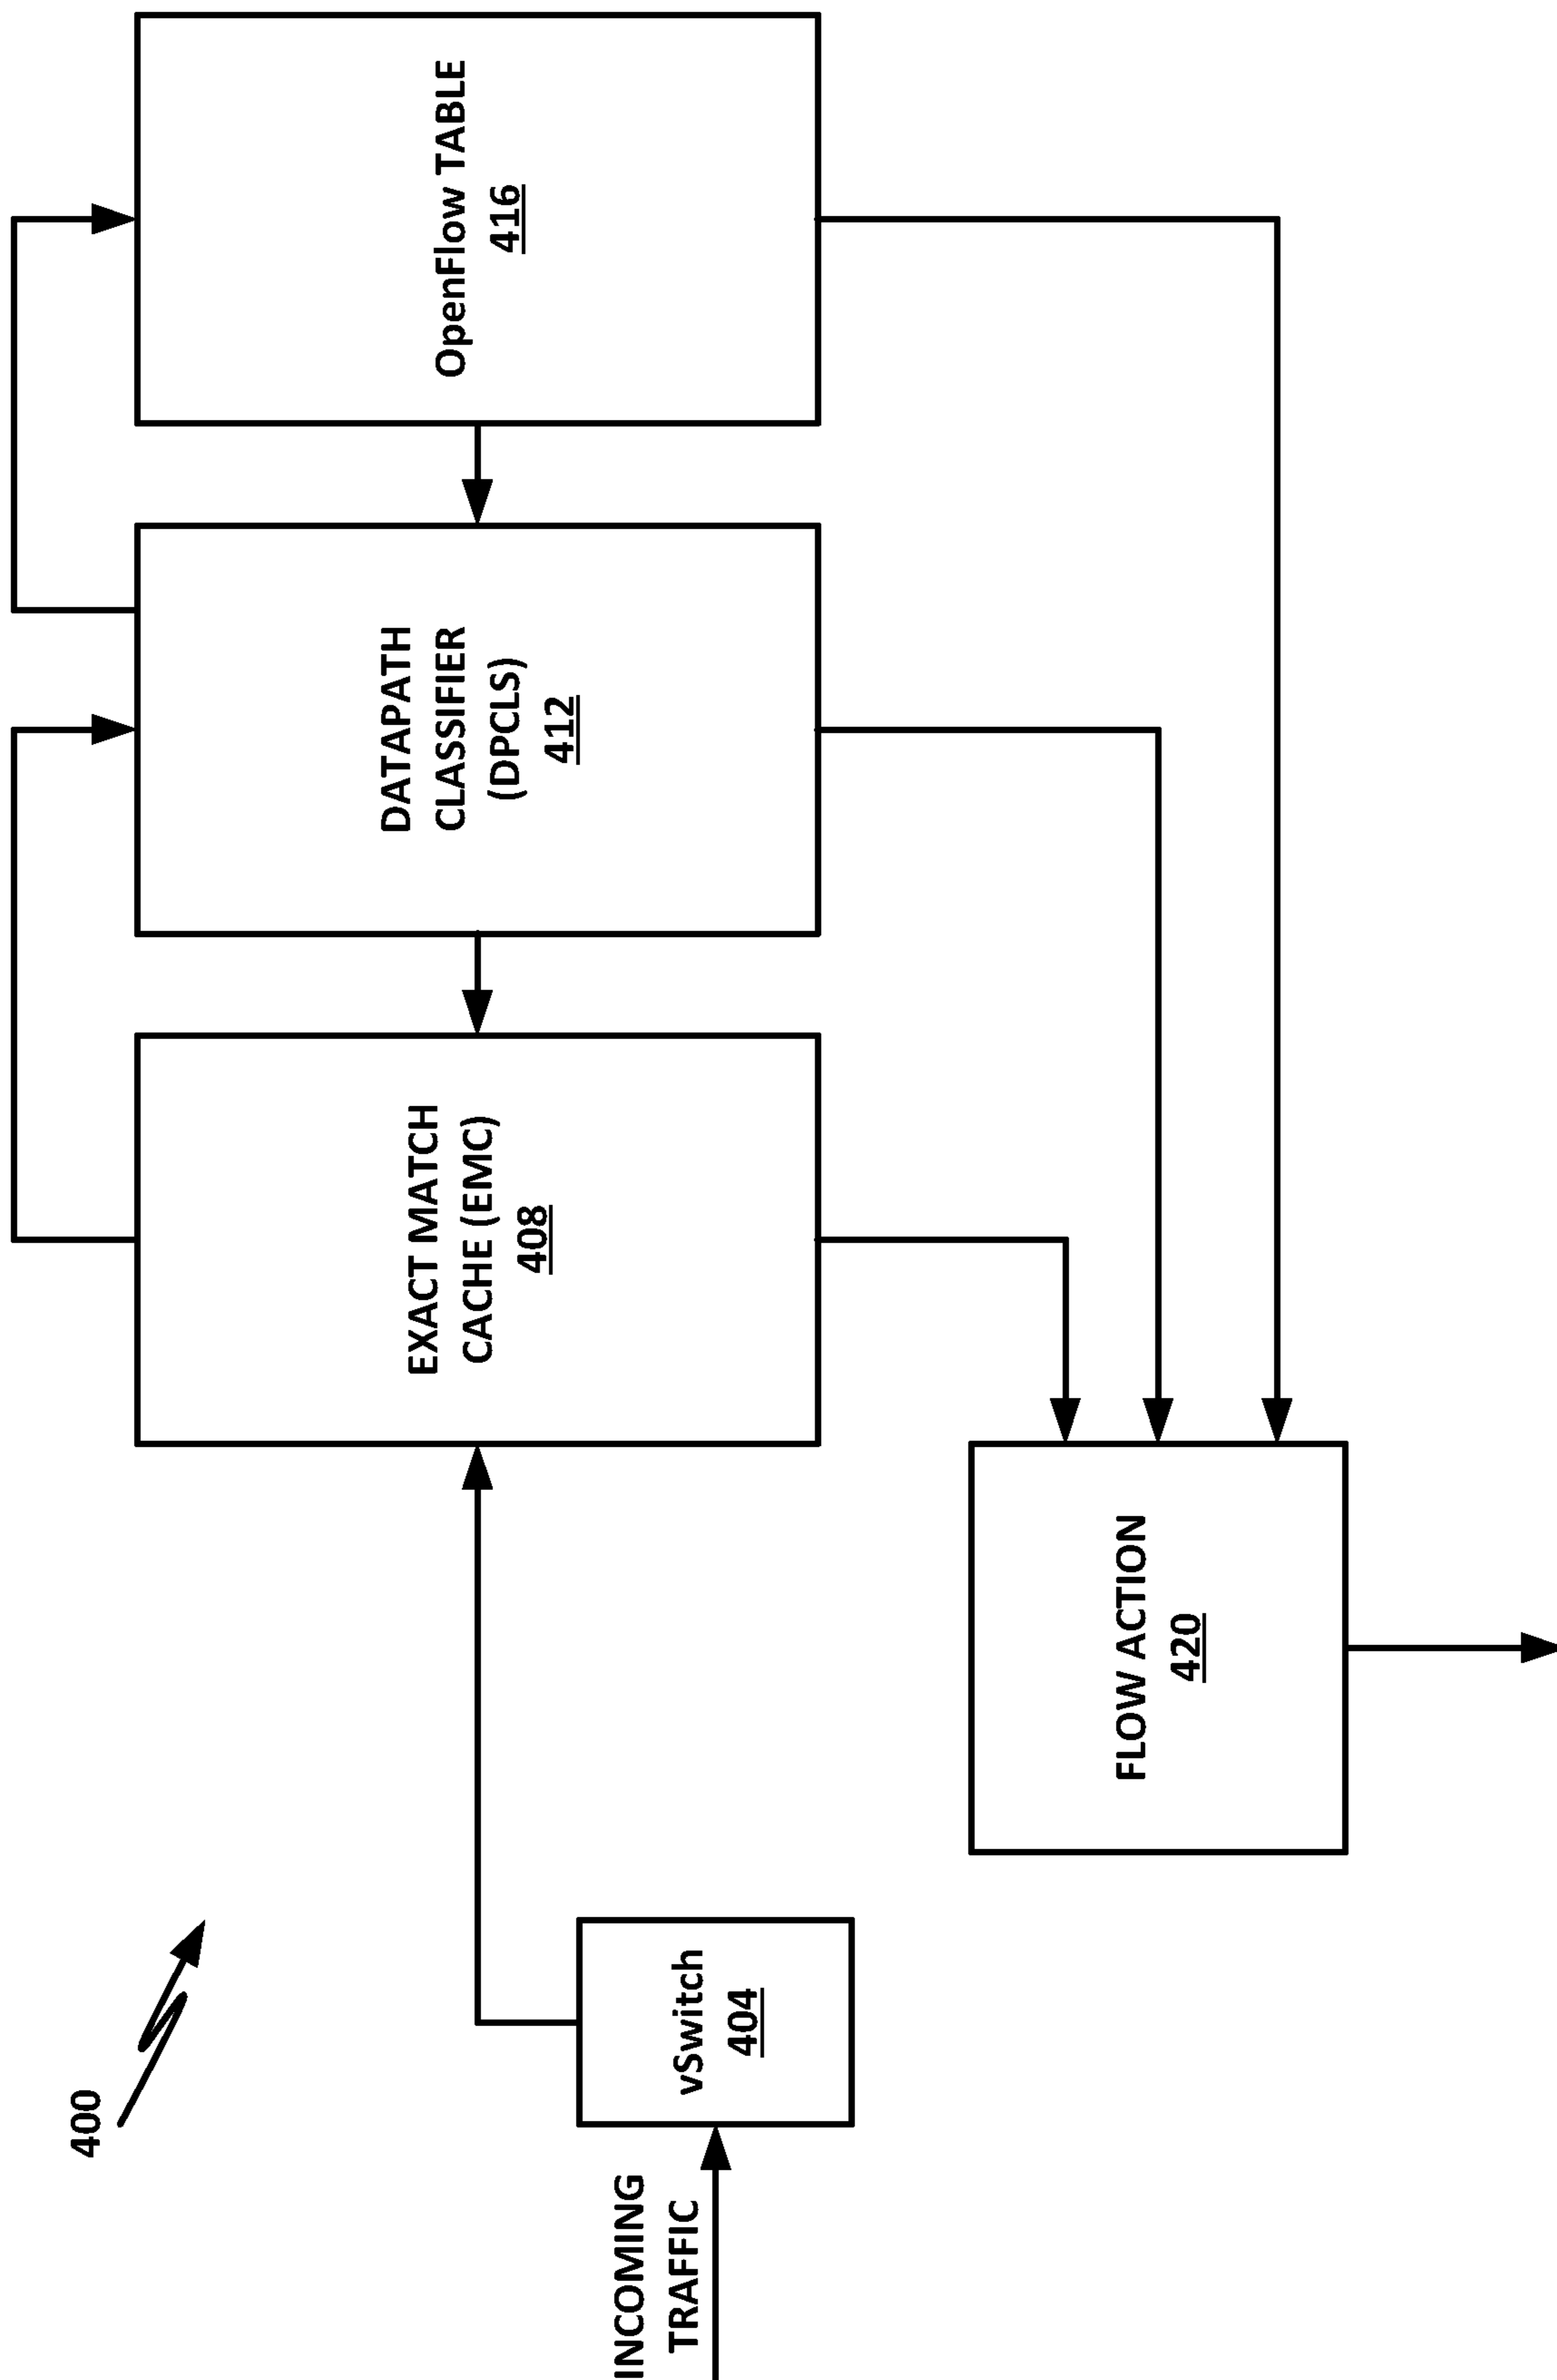 400
INCOMING
TRAFFIC
vSwitch
404
EXACT MATCH
CACHE (EMC)
408
DATAPATH
CLASSIFIER
(DPCLS)
412
OpenFlow TABLE
416
FLOW ACTION
420